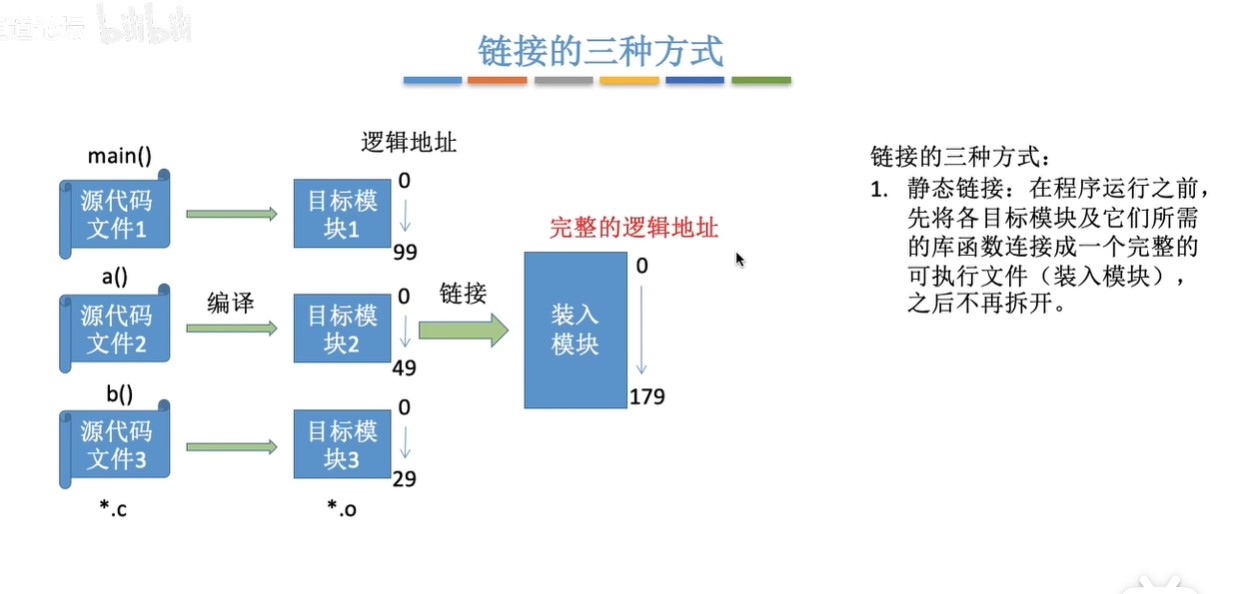 bilibili
链接的三种方式
逻辑地址
main()
源代码
文件1
目标模
块1
0
99
a()
源代码
文件2
编译
目标模
块2
0
49
链接
b()
源代码
文件3
目标模
块3
0
29
*.c
*.o
完整的逻辑地址
装入
模块
0
179
链接的三种方式：
1. 静态链接：在程序运行之前，
先将各目标模块及它们所需
的库函数连接成一个完整的
可执行文件（装入模块），
之后不再拆开。